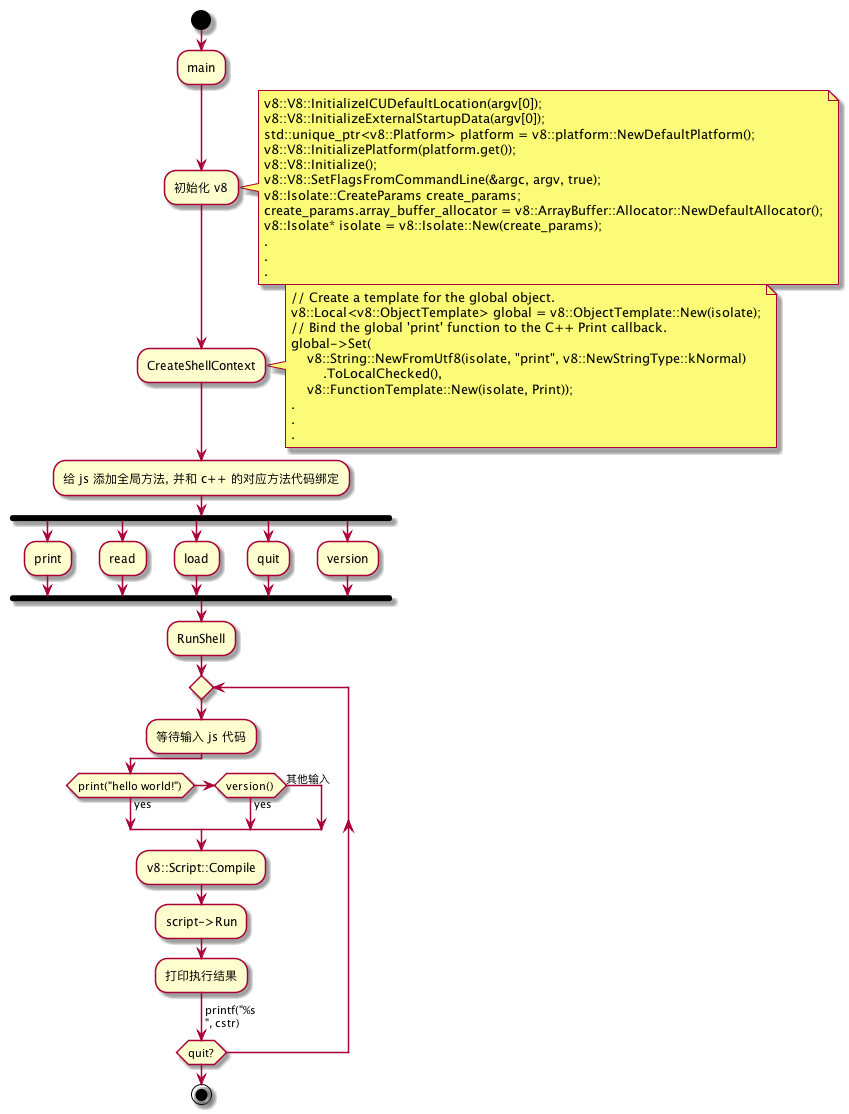 main
v8::V8::InitializeICUDefaultLocation(argv[0]);
v8::V8::InitializeExternalStartupData(argv[0]);
std::unique_ptr<v8::Platform> platform = v8::platform::NewDefaultPlatform();
v8::V8::InitializePlatform(platform.get());
v8::V8::Initialize();
v8::V8::SetFlagsFromCommandLine(&argc, argv, true);
v8::Isolate::CreateParams create_params;
create_params.array_buffer_allocator = v8::ArrayBuffer::Allocator::NewDefaultAllocator();
v8::Isolate* isolate = v8::Isolate::New(create_params);
.
.
.
初始化 v8
// Create a template for the global object.
v8::Local<v8::ObjectTemplate> global = v8::ObjectTemplate::New(isolate);
// Bind the global 'print' function to the C++ Print callback.
global->Set(
v8::String::NewFromUtf8(isolate, "print", v8::NewStringType::kNormal)
.ToLocalChecked(),
v8::FunctionTemplate::New(isolate, Print));
.
.
.
CreateShellContext
给 js 添加全局方法, 并和 c++ 的对应方法代码绑定
print
read
load
quit
version
RunShell
等待输入 js 代码
print("hello world!")
yes
version()
yes
其他输入
v8::Script::Compile
script->Run
打印执行结果
printf("%s
", cstr)
quit?